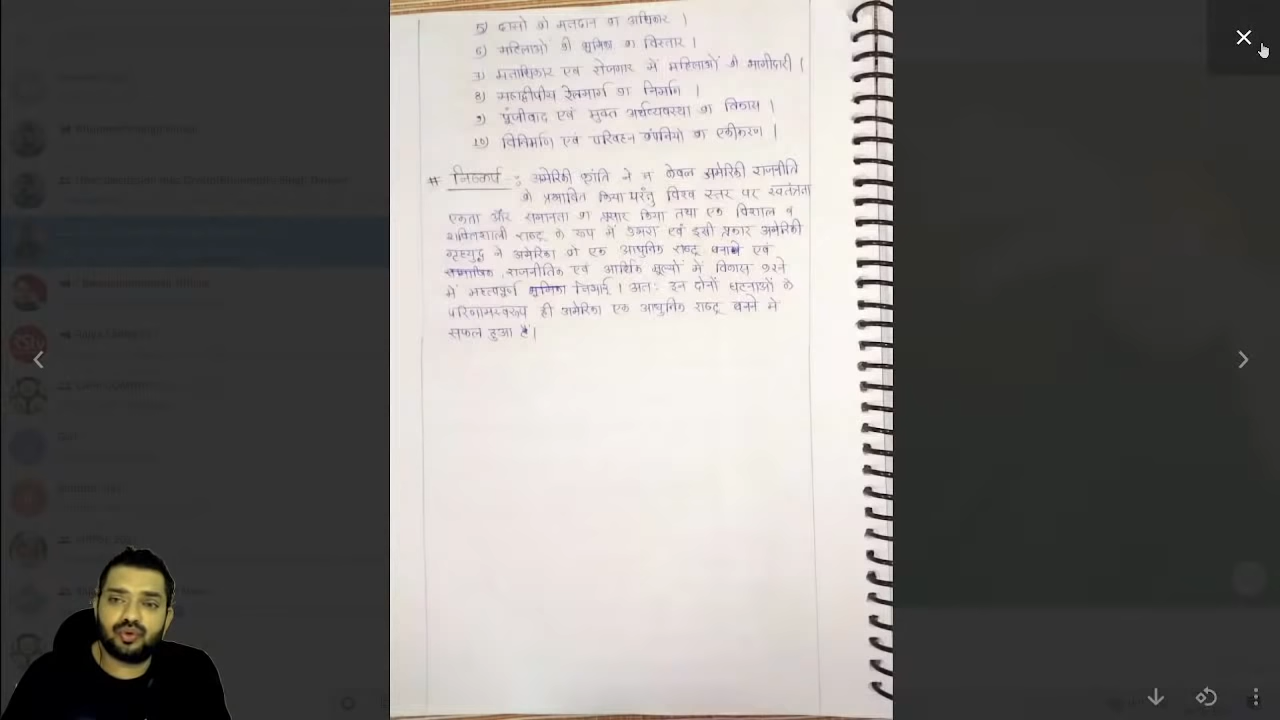 5) दासों को मतदान का अधिकार ।
6) महिलाओं की भूमिका का विस्तार ।
7) मताधिकार एवं रोजगार में महिलाओं की भागीदारी ।
8) महाद्वीपीय रेलमार्ग का निर्माण ।
9) पूंजीवाद एवं मुक्त अर्थव्यवस्था का विकास ।
10) विनिर्माण एवं परिवहन कंपनियों का एकीकरण ।
# निष्कर्ष : अमेरिकी क्रांति ने न केवल अमेरिकी राजनीति
को प्रभावित किया परंतु विश्व स्तर पर स्वतंत्रता
एकता और समानता का प्रसार किया तथा एक विशाल व
शक्तिशाली राष्ट्र के रूप में उभरा एवं इसी प्रकार अमेरिकी
गृहयुद्ध ने अमेरिका को एक आधुनिक राष्ट्र बनाने एवं
सामाजिक, राजनीतिक एवं आर्थिक मूल्यों में विकास करने
में महत्वपूर्ण भूमिका निभाई । अतः इन दोनों घटनाओं के
परिणामस्वरूप ही अमेरिका एक आधुनिक राष्ट्र बनने में
सफल हुआ है ।